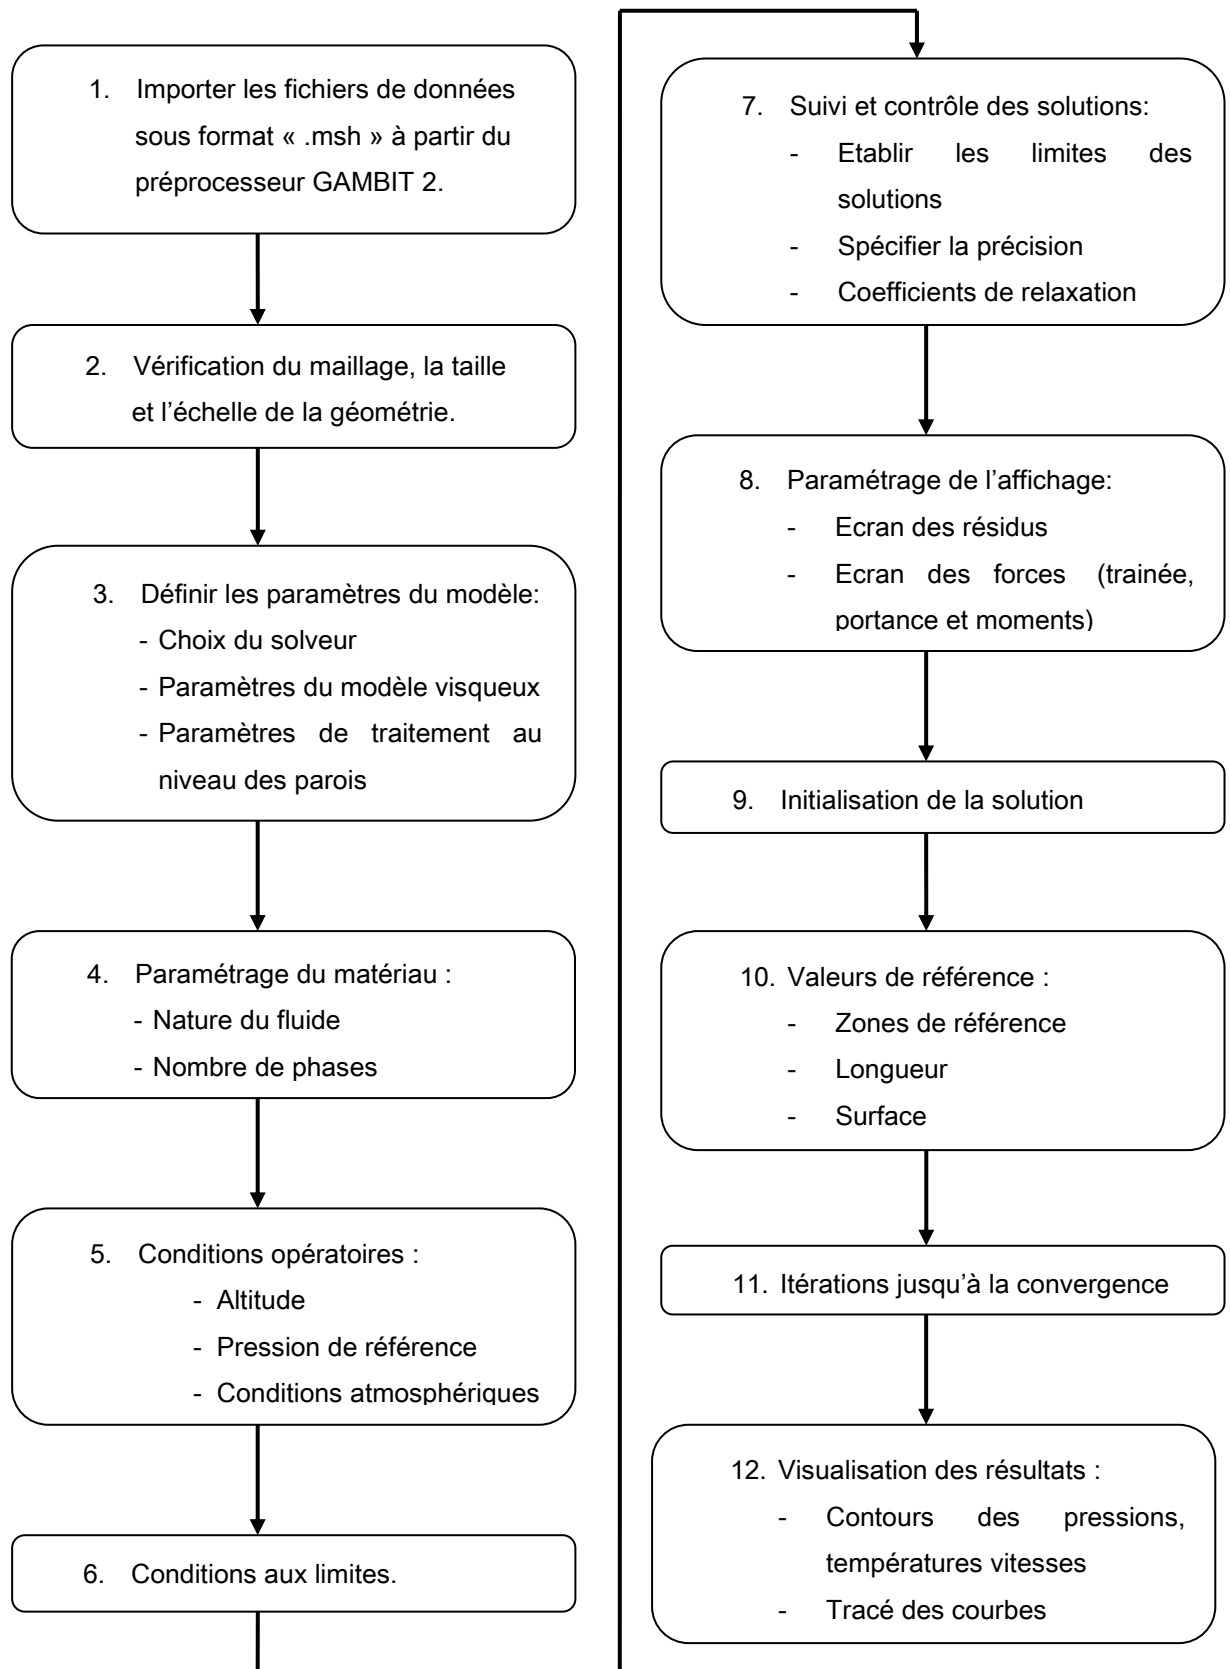 1. Importer les fichiers de données
sous format « .msh » à partir du
préprocesseur GAMBIT 2.
2. Vérification du maillage, la taille
et l’échelle de la géométrie.
3. Définir les paramètres du modèle:
- Choix du solveur
- Paramètres du modèle visqueux
- Paramètres de traitement au
niveau des parois
4. Paramétrage du matériau :
- Nature du fluide
- Nombre de phases
5. Conditions opératoires :
- Altitude
- Pression de référence
- Conditions atmosphériques
6. Conditions aux limites.
7. Suivi et contrôle des solutions:
- Etablir les limites des
solutions
- Spécifier la précision
- Coefficients de relaxation
8. Paramétrage de l’affichage:
- Ecran des résidus
- Ecran des forces (trainée,
portance et moments)
9. Initialisation de la solution
10. Valeurs de référence :
- Zones de référence
- Longueur
- Surface
11. Itérations jusqu’à la convergence
12. Visualisation des résultats :
- Contours des pressions,
températures vitesses
- Tracé des courbes